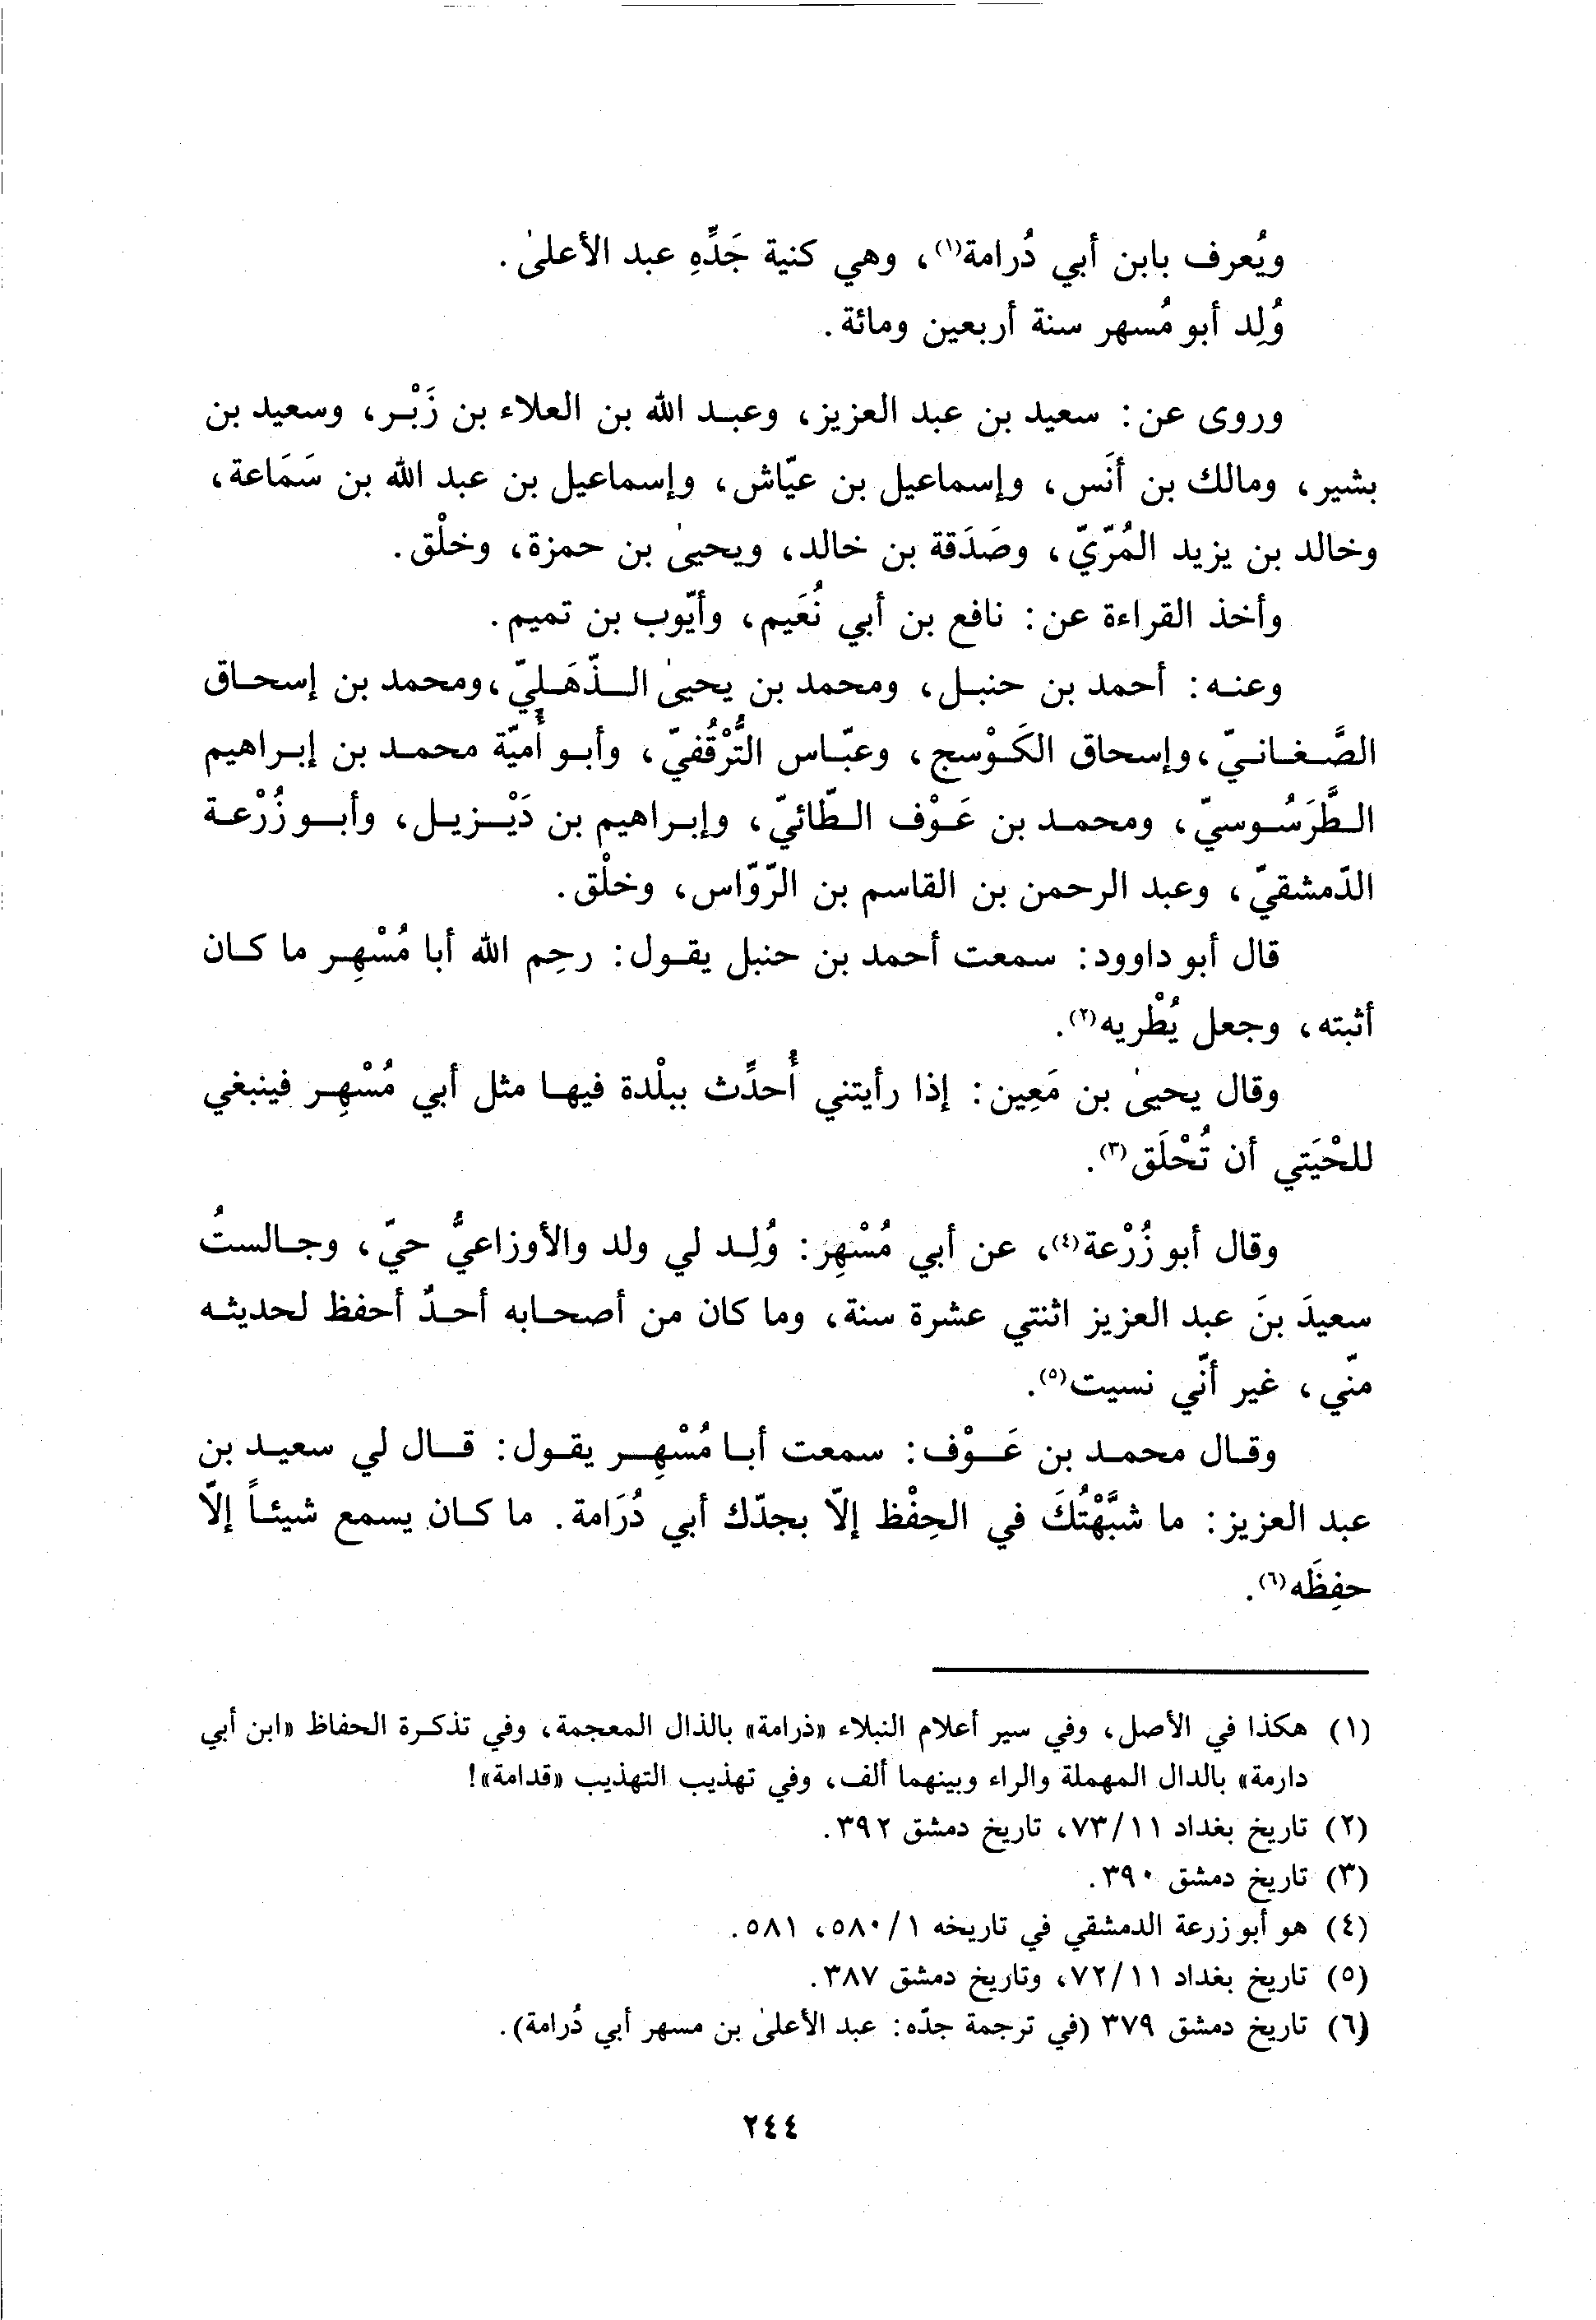 ويُعرف بابن أبي دُرامة(١)، وهي كنية جَدِّهِ عبد الأعلىٰ.
وُلِد أبو مُسهر سنة أربعين ومائة.
وروى عن: سعيد بن عبد العزيز، وعبد الله بن العلاء بن زَبْر، وسعيد بن
بشير، ومالك بن أَنَس، وإسماعيل بن عيّاش، وإسماعيل بن عبد الله بن سَمَاعة،
وخالد بن يزيد المُرّيّ، وصَدَقة بن خالد، ويحيىٰ بن حمزة، وخلْق.
وأخذ القراءة عن: نافع بن أبي نُعَيم، وأيّوب بن تميم.
وعنه: أحمد بن حنبل، ومحمد بن يحيىٰ الذّهَليّ، ومحمد بن إسحاق
الصَّغانيّ، وإسحاق الكَوْسج، وعبّاس التُّرْقُفيّ، وأبو أُميّة محمد بن إبراهيم
الطَّرَسُوسيّ، ومحمد بن عَوْف الطّائيّ، وإبراهيم بن دَيْزيل، وأبو زُرْعة
الدّمشقيّ، وعبد الرحمن بن القاسم بن الرّوّاس، وخلْق.
قال أبو داوود: سمعت أحمد بن حنبل يقول: رحِم الله أبا مُسْهِر ما كان
أثبته، وجعل يُطْريه(٢).
وقال يحيىٰ بن مَعِين: إذا رأيتني أُحدِّث ببلْدة فيها مثل أبي مُسْهِر فينبغي
للحْيَتي أن تُحْلَق(٣).
وقال أبو زُرْعة(٤)، عن أبي مُسْهِر: وُلِد لي ولد والأوزاعيُّ حيّ، وجالستُ
سعيدَ بنَ عبد العزيز اثنتي عشرة سنة، وما كان من أصحابه أحدٌ أحفظ لحديثه
منّي، غير أنّي نسيت(٥).
وقال محمد بن عَوْف: سمعت أبا مُسْهِر يقول: قال لي سعيد بن
عبد العزيز: ما شبَّهْتُكَ في الحِفْظ إلاّ بجدّك أبي دُرَامة. ما كان يسمع شيئاً إلاّ
حفِظَه(٦).
(١) هكذا في الأصل، وفي سير أعلام النبلاء «ذرامة» بالذال المعجمة، وفي تذكرة الحفاظ «ابن أبي
دارمة» بالدال المهملة والراء وبينهما ألف، وفي تهذيب التهذيب «قدامة»!
(٢) تاريخ بغداد ٧٣/١١، تاريخ دمشق ٣٩٢.
(٣) تاريخ دمشق ٣٩٠.
(٤) هو أبو زرعة الدمشقي في تاريخه ٥٨٠/١، ٥٨١.
(٥) تاريخ بغداد ٧٢/١١، وتاريخ دمشق ٣٨٧.
(٦) تاريخ دمشق ٣٧٩ (في ترجمة جدّه: عبد الأعلىٰ بن مسهر أبي دُرامة).
٢٤٤